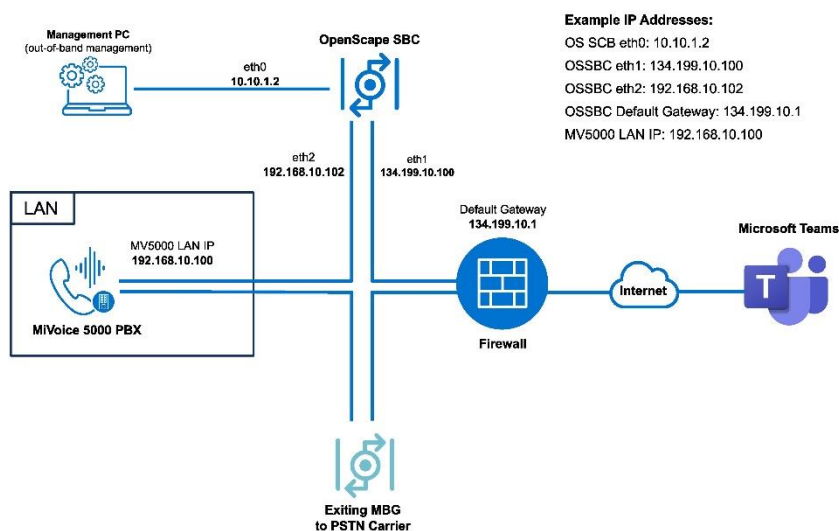 Management PC
(out-of-band management)
eth0
10.10.1.2
OpenScape SBC
Example IP Addresses:
OS SCB eth0: 10.10.1.2
OSSBC eth1: 134.199.10.100
OSSBC eth2: 192.168.10.102
OSSBC Default Gateway: 134.199.10.1
MV5000 LAN IP: 192.168.10.100
eth2
192.168.10.102
eth1
134.199.10.100
LAN
MV5000 LAN IP
192.168.10.100
MiVoice 5000 PBX
Default Gateway
134.199.10.1
Firewall
Internet
Microsoft Teams
T
Exiting MBG
to PSTN Carrier